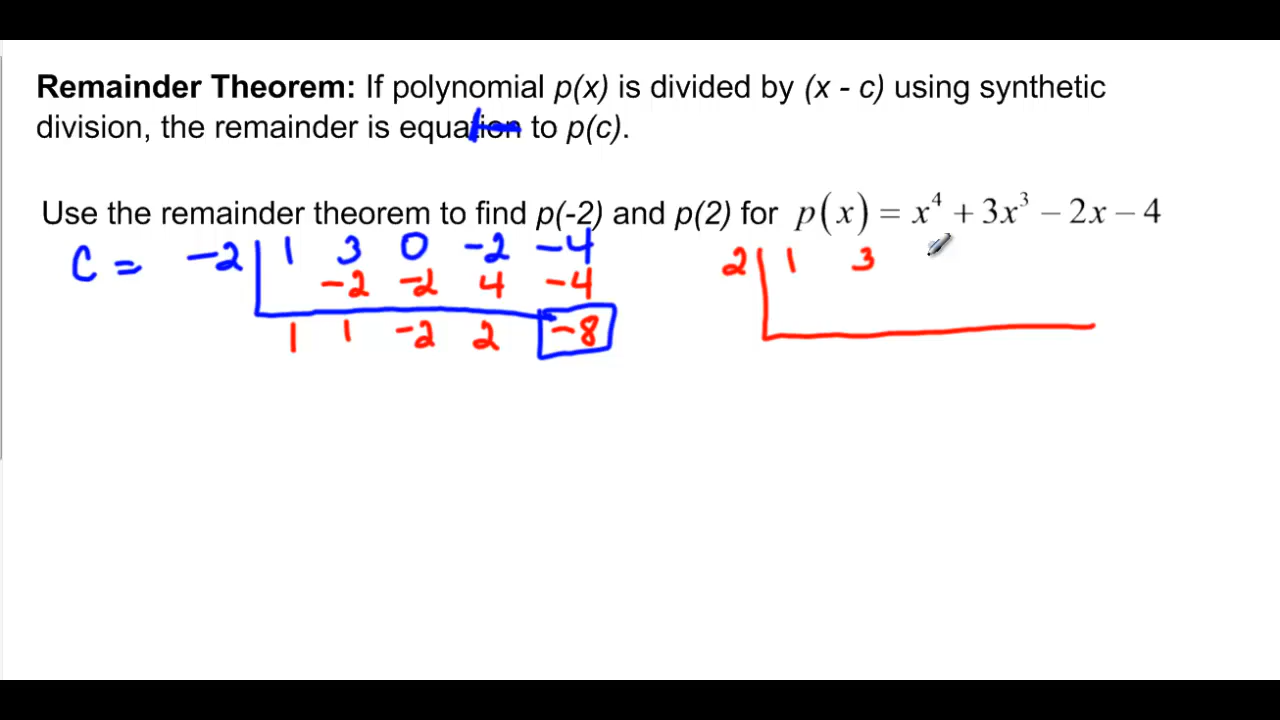 Remainder Theorem: If polynomial p(x) is divided by (x - c) using synthetic
division, the remainder is equation to p(c).
Use the remainder theorem to find p(-2) and p(2) for p(x) = x⁴ + 3x³ − 2x − 4
C = -2 1 3 0 -2 -4
-2 -2 4 -4
1 1 -2 2 -8
2 1 3